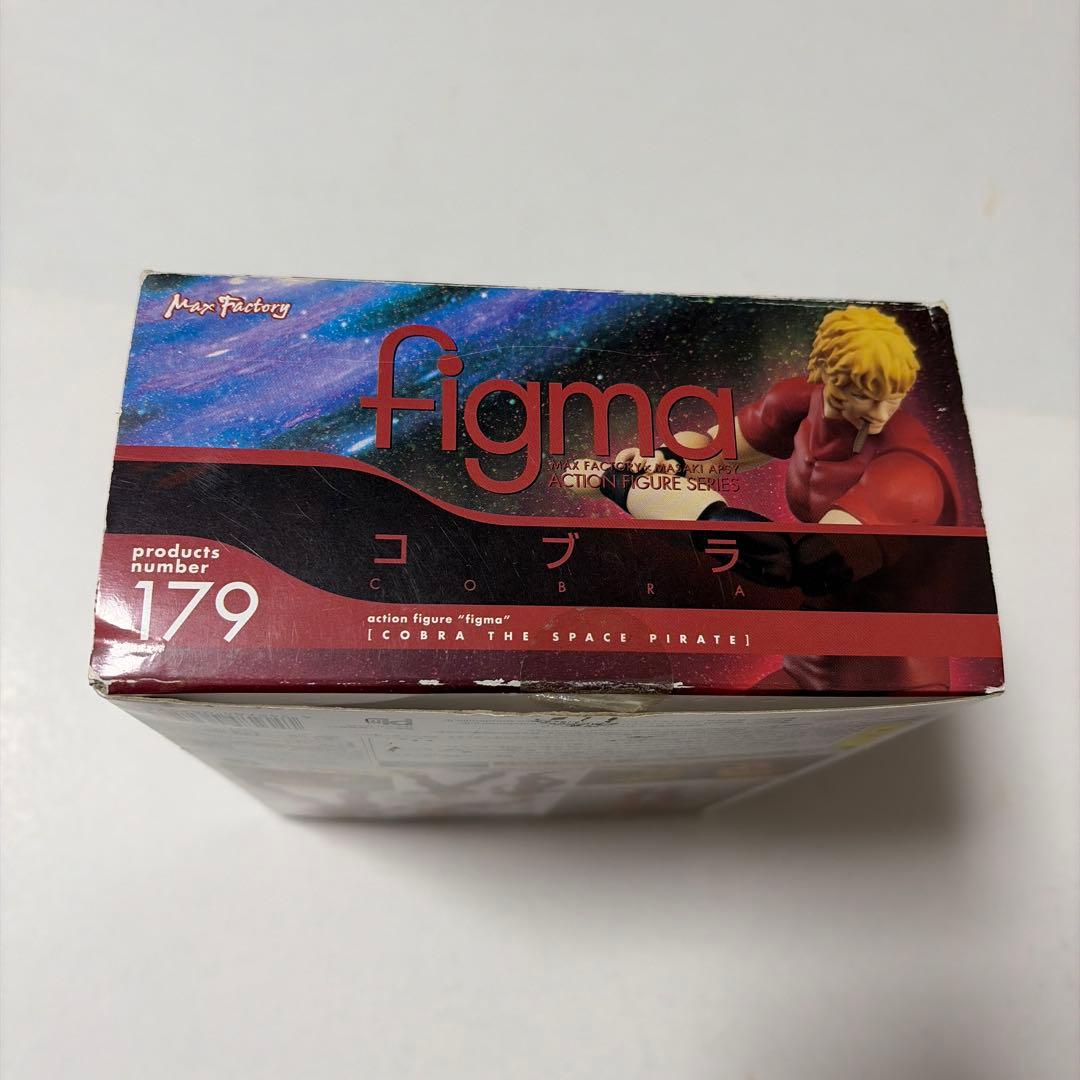 Max Factory
figma
MAX FACTORY × MASAKI APSY
ACTION FIGURE SERIES
コブラ
COBRA
products
number
179
action figure "figma"
[COBRA THE SPACE PIRATE]